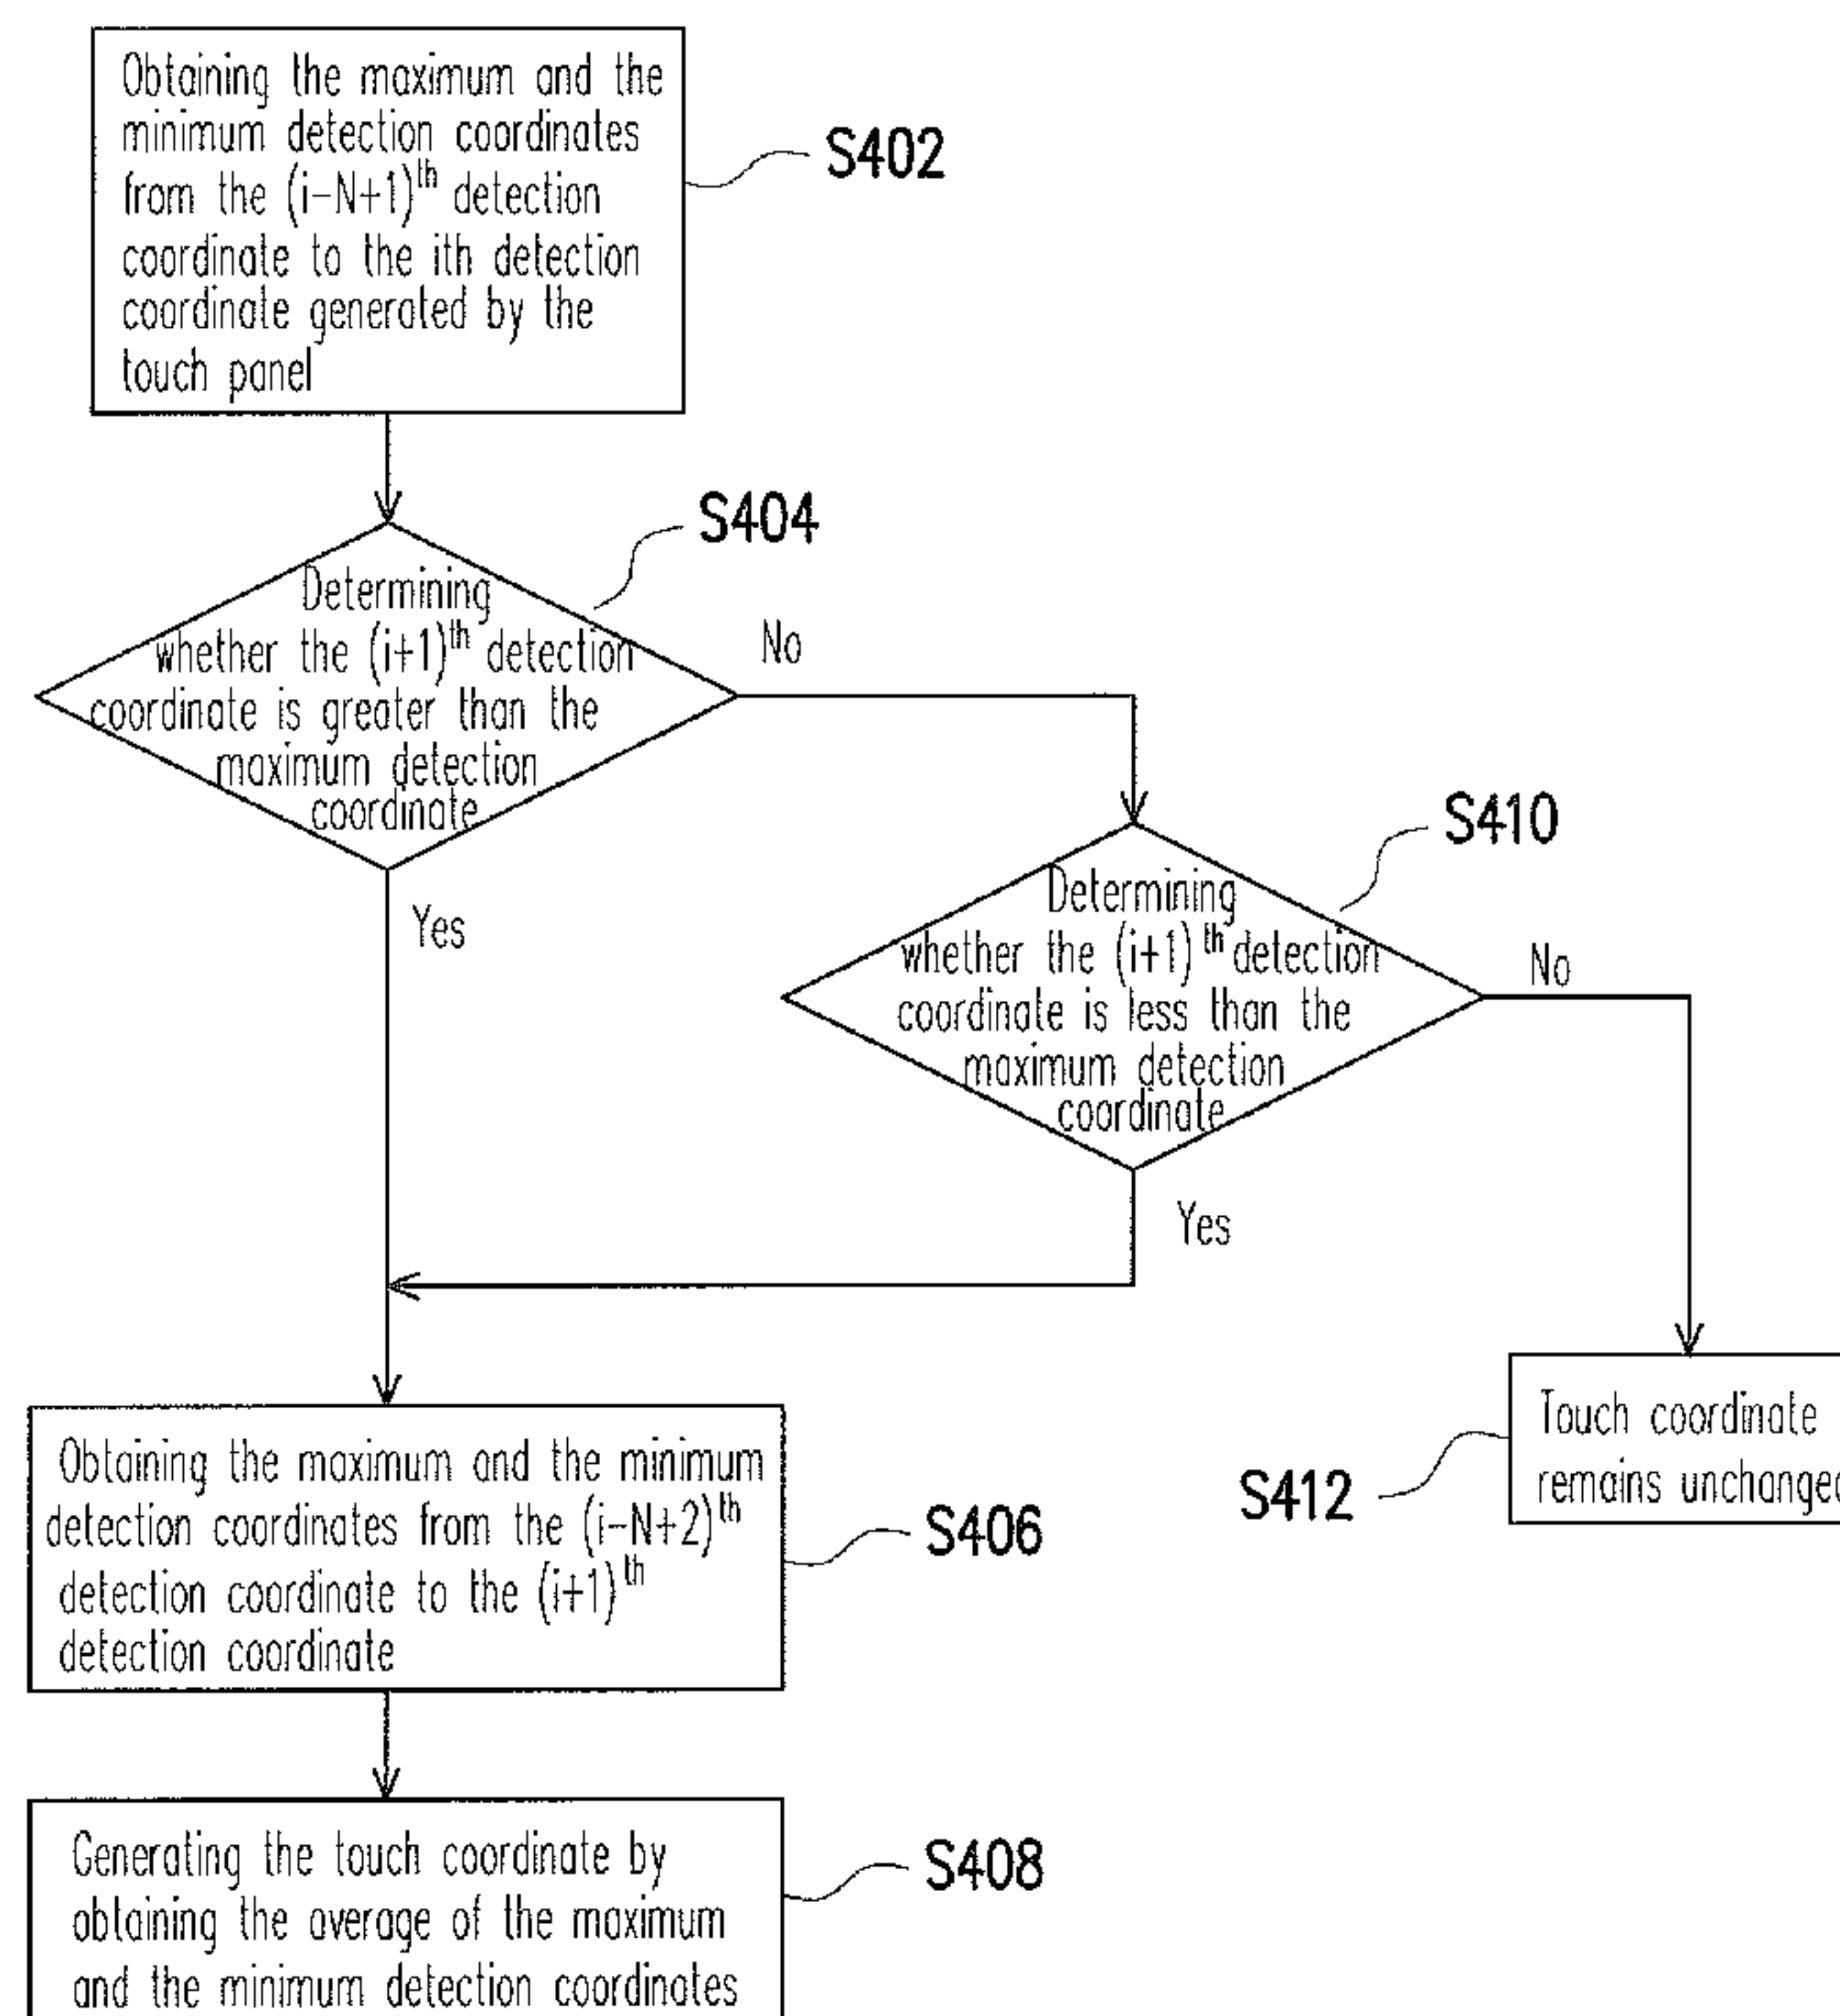 Obtaining the maximum and the
minimum detection coordinates
from the (i-N+1)th detection
coordinate to the ith detection
coordinate generated by the
touch panel
S402
S404
Determining
whether the (i+1)th detection
coordinate is greater than the
maximum detection
coordinate
No
Yes
S410
Determining
whether the (i+1)th detection
coordinate is less than the
maximum detection
coordinate
No
Yes
Touch coordinate
remains unchanged
S412
Obtaining the maximum and the minimum
detection coordinates from the (i-N+2)th
detection coordinate to the (i+1)th
detection coordinate
S406
Generating the touch coordinate by
obtaining the average of the maximum
and the minimum detection coordinates
S408